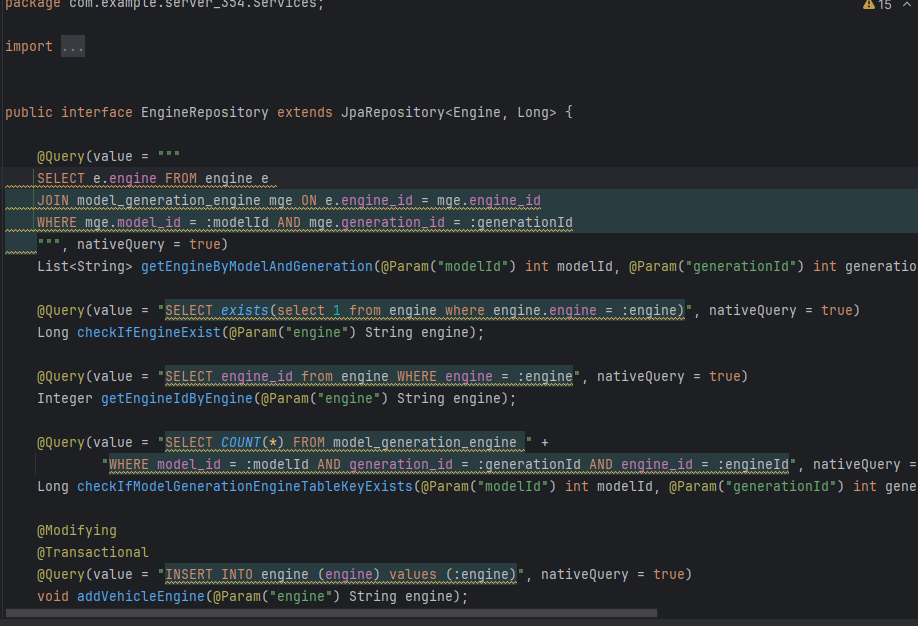 package com.example.server_354.Services;
15
import ...
public interface EngineRepository extends JpaRepository<Engine, Long> {
@Query(value = """
SELECT e.engine FROM engine e
JOIN model_generation_engine mge ON e.engine_id = mge.engine_id
WHERE mge.model_id = :modelId AND mge.generation_id = :generationId
""", nativeQuery = true)
List<String> getEngineByModelAndGeneration(@Param("modelId") int modelId, @Param("generationId") int generatio
@Query(value = "SELECT exists(select 1 from engine where engine.engine = :engine)", nativeQuery = true)
Long checkIfEngineExist(@Param("engine") String engine);
@Query(value = "SELECT engine_id from engine WHERE engine = :engine", nativeQuery = true)
Integer getEngineIdByEngine(@Param("engine") String engine);
@Query(value = "SELECT COUNT(*) FROM model_generation_engine " +
"WHERE model_id = :modelId AND generation_id = :generationId AND engine_id = :engineId", nativeQuery =
Long checkIfModelGenerationEngineTableKeyExists(@Param("modelId") int modelId, @Param("generationId") int gene
@Modifying
@Transactional
@Query(value = "INSERT INTO engine (engine) values (:engine)", nativeQuery = true)
void addVehicleEngine(@Param("engine") String engine);